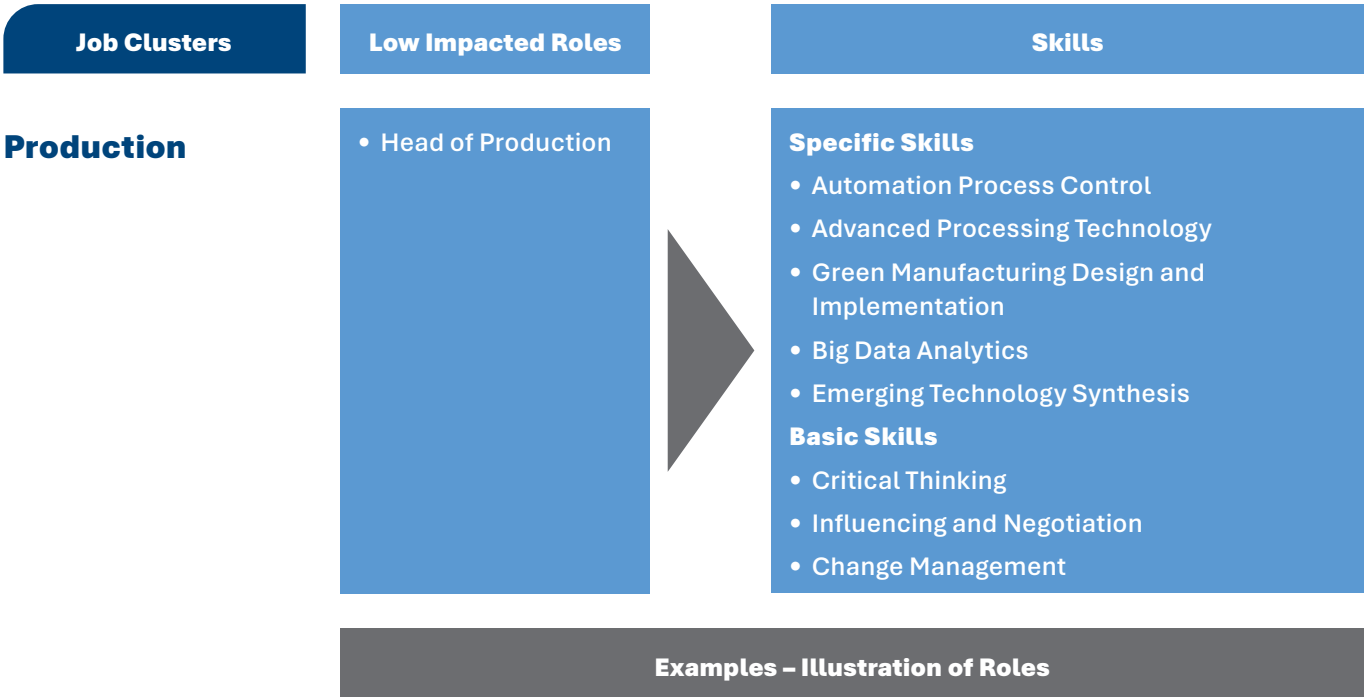 Job Clusters
Low Impacted Roles
Skills
Production
• Head of Production
Specific Skills
• Automation Process Control
• Advanced Processing Technology
• Green Manufacturing Design and
Implementation
• Big Data Analytics
• Emerging Technology Synthesis
Basic Skills
• Critical Thinking
• Influencing and Negotiation
• Change Management
Examples – Illustration of Roles